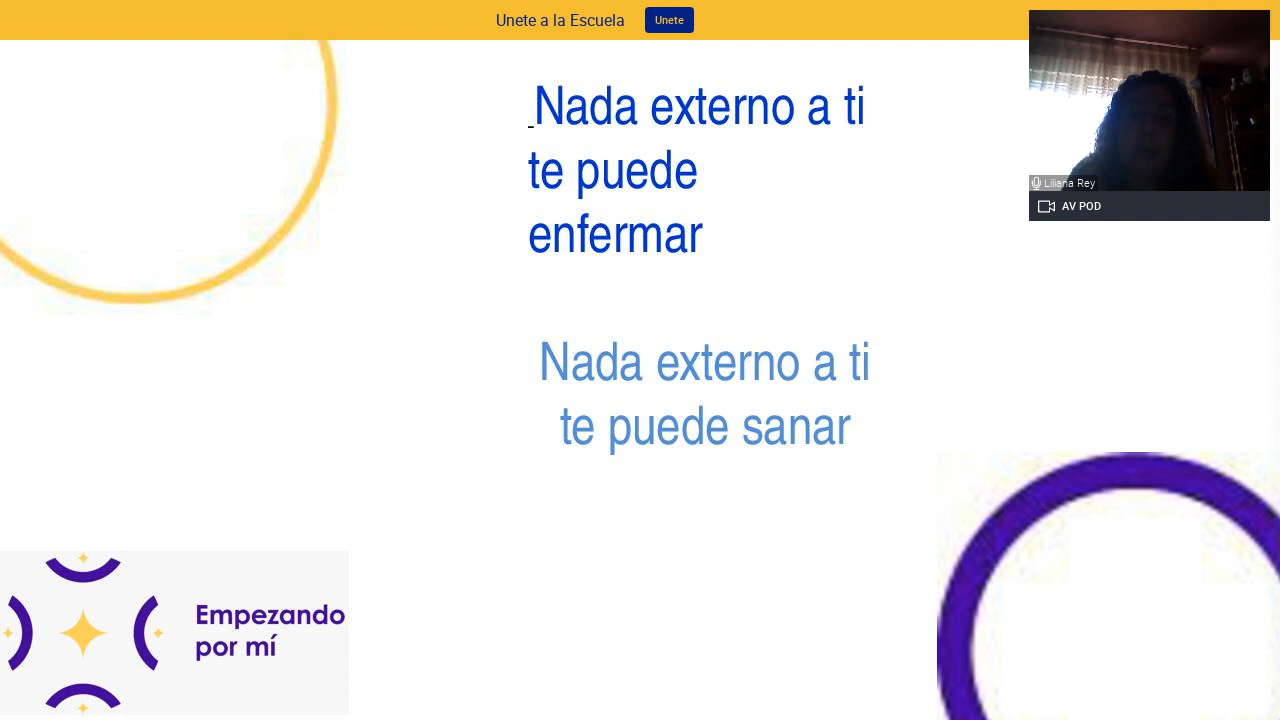 Unete a la Escuela
Unete
Nada externo a ti
te puede
enfermar
Nada externo a ti
te puede sanar
Liliana Rey
AV POD
Empezando
por mí